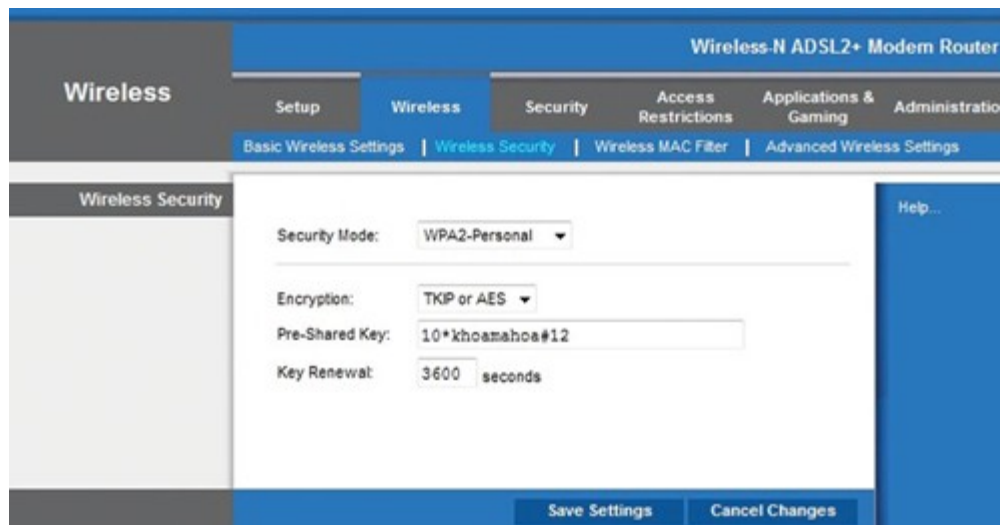 Wireless-N ADSL2+ Modem Router
Wireless
Setup Wireless Security Access Restrictions Applications & Gaming Administratio
Basic Wireless Settings | Wireless Security | Wireless MAC Filter | Advanced Wireless Settings
Wireless Security
Help...
Security Mode: WPA2-Personal
Encryption: TKIP or AES
Pre-Shared Key: 10*khoamahoa#12
Key Renewal: 3600 seconds
Save Settings Cancel Changes